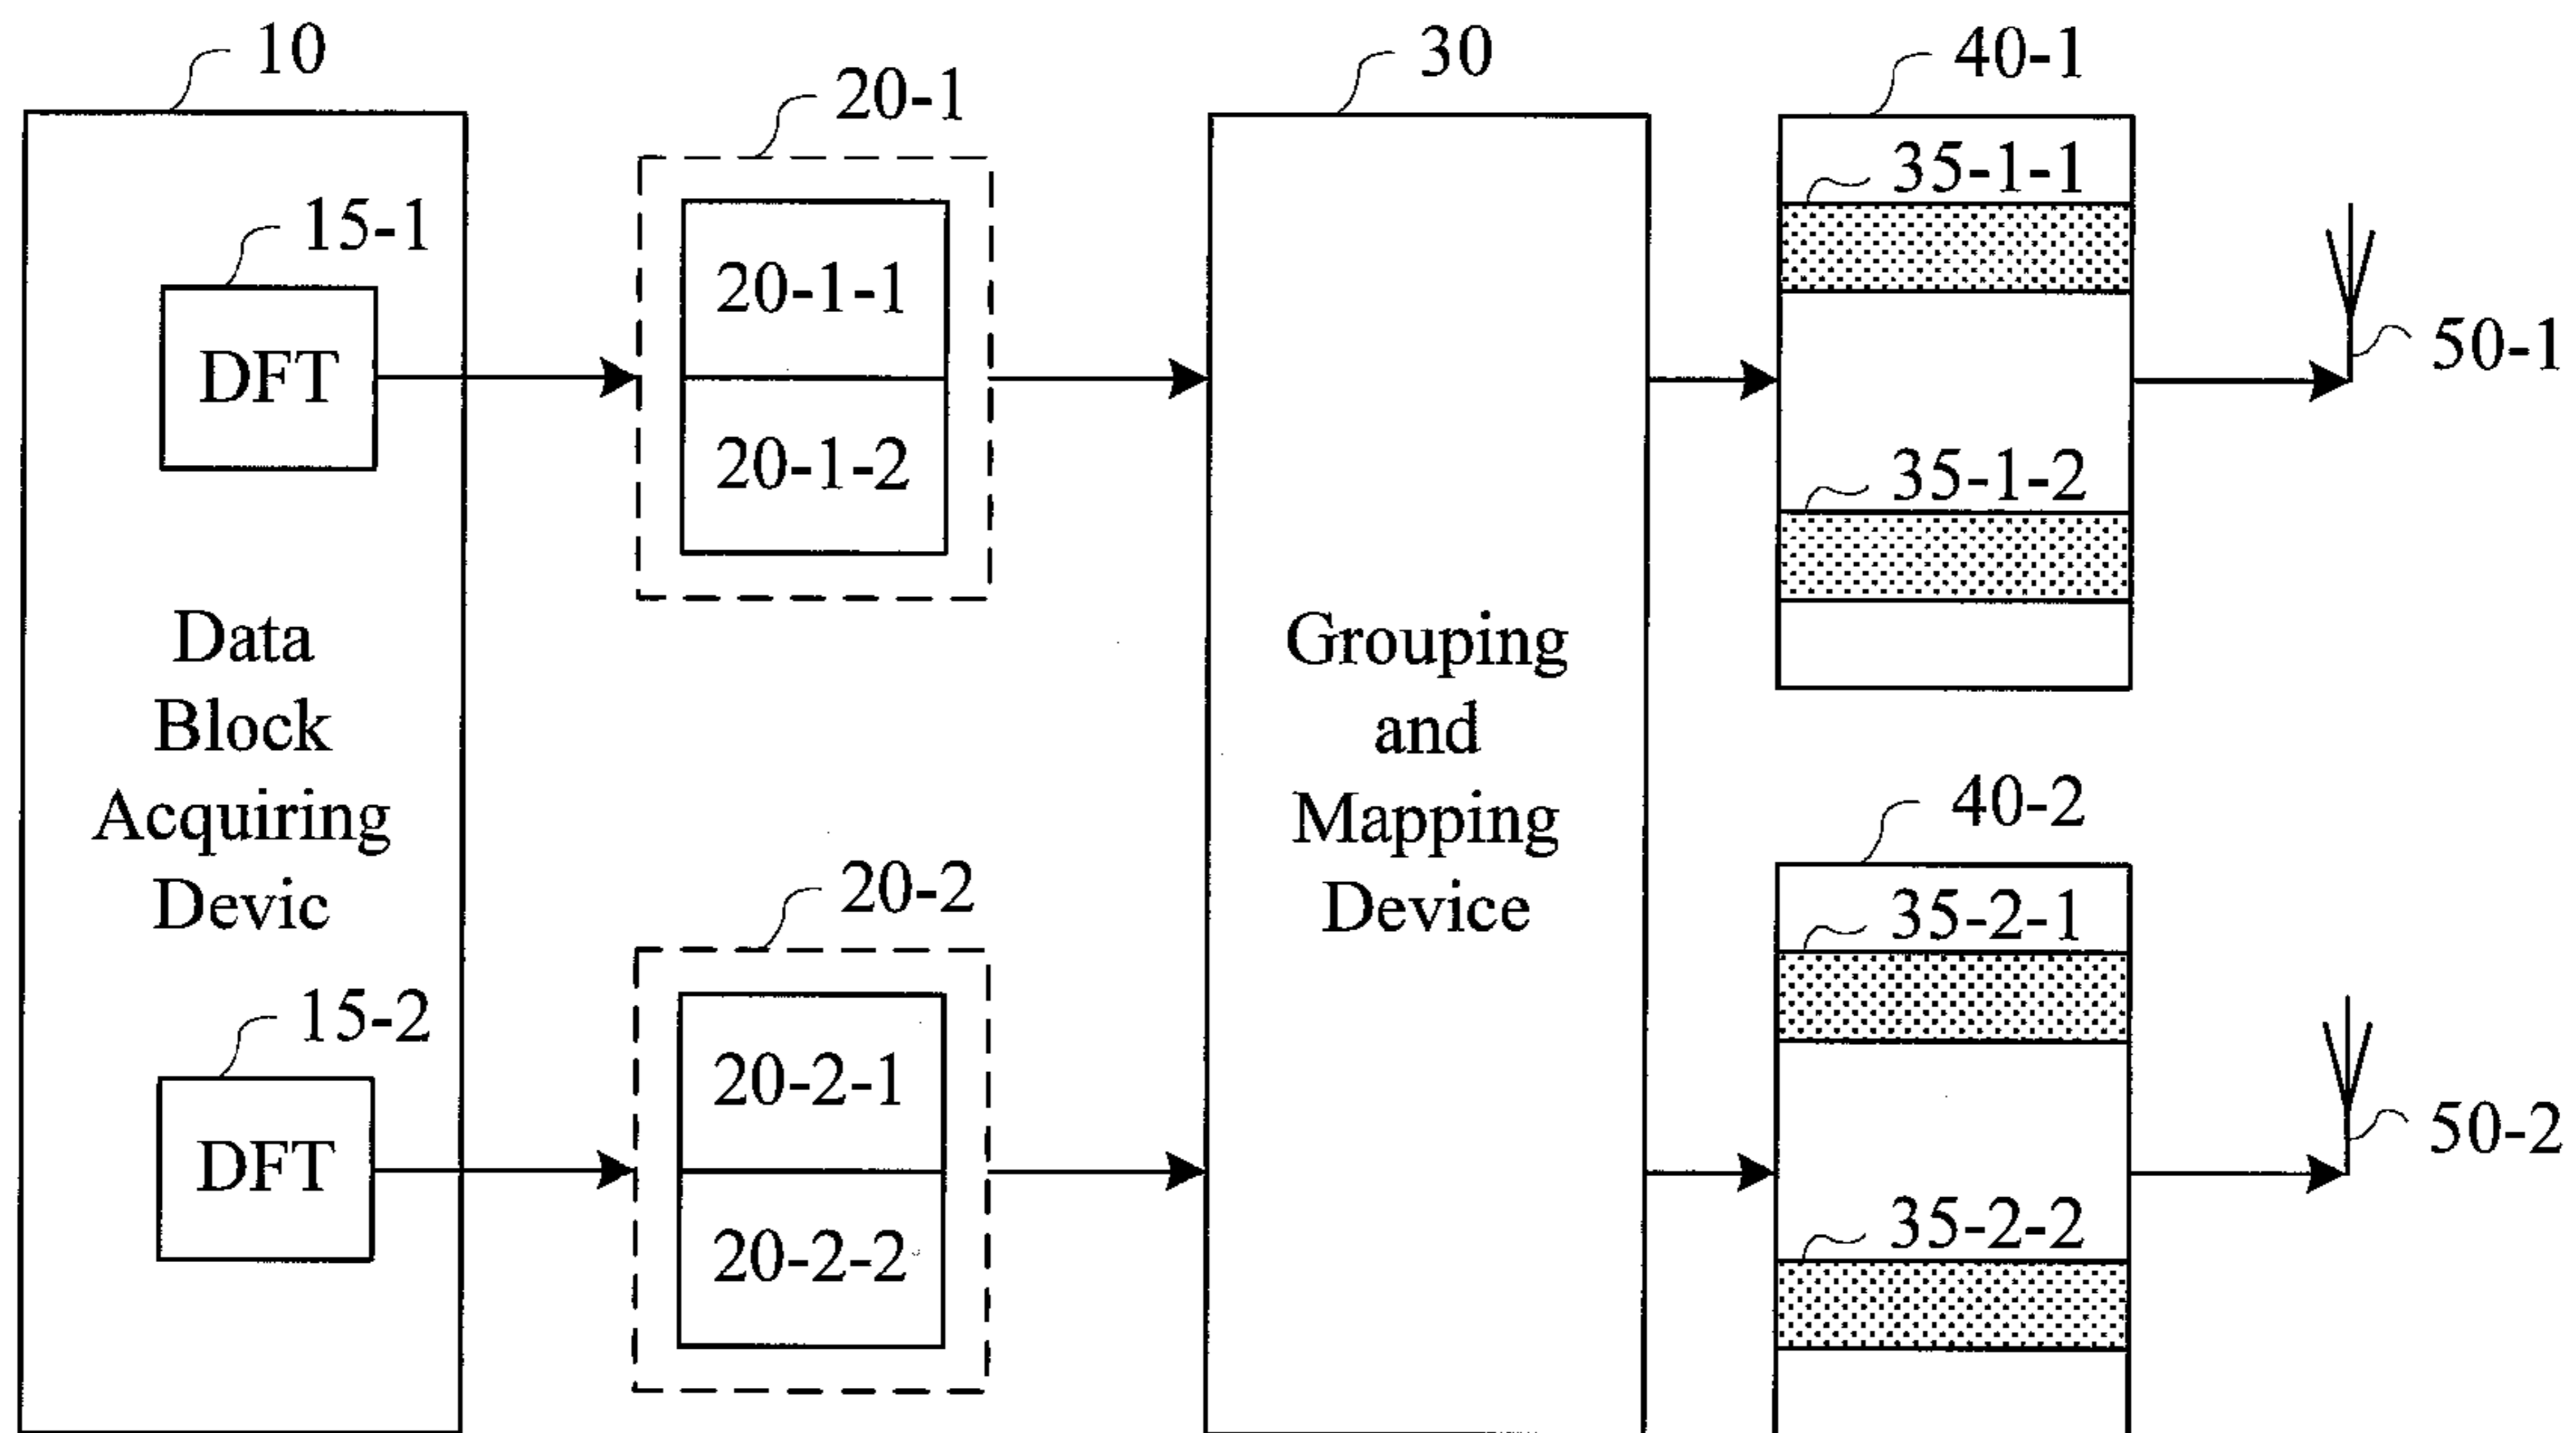 10
20-1
30
40-1
15-1
35-1-1
DFT
20-1-1
20-1-2
50-1
35-1-2
Data
Block
Acquiring
Devic
Grouping
and
Mapping
Device
40-2
20-2
35-2-1
15-2
DFT
20-2-1
20-2-2
50-2
35-2-2